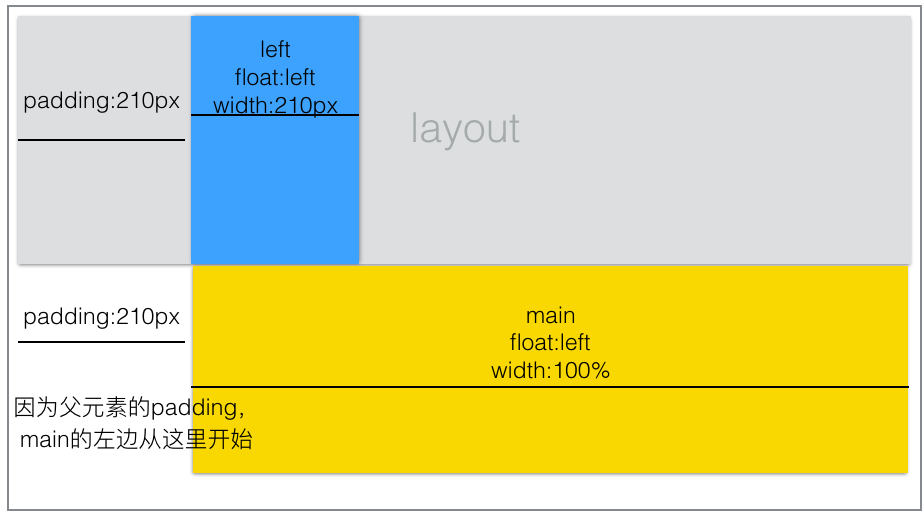 left
float:left
width:210px
padding:210px
layout
padding:210px
main
float:left
width:100%
因为父元素的padding，
main的左边从这里开始